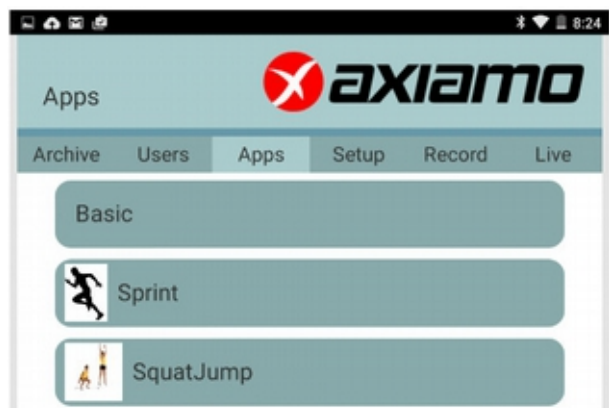 8:24
Apps
axiamo
Archive Users Apps Setup Record Live
Basic
Sprint
SquatJump